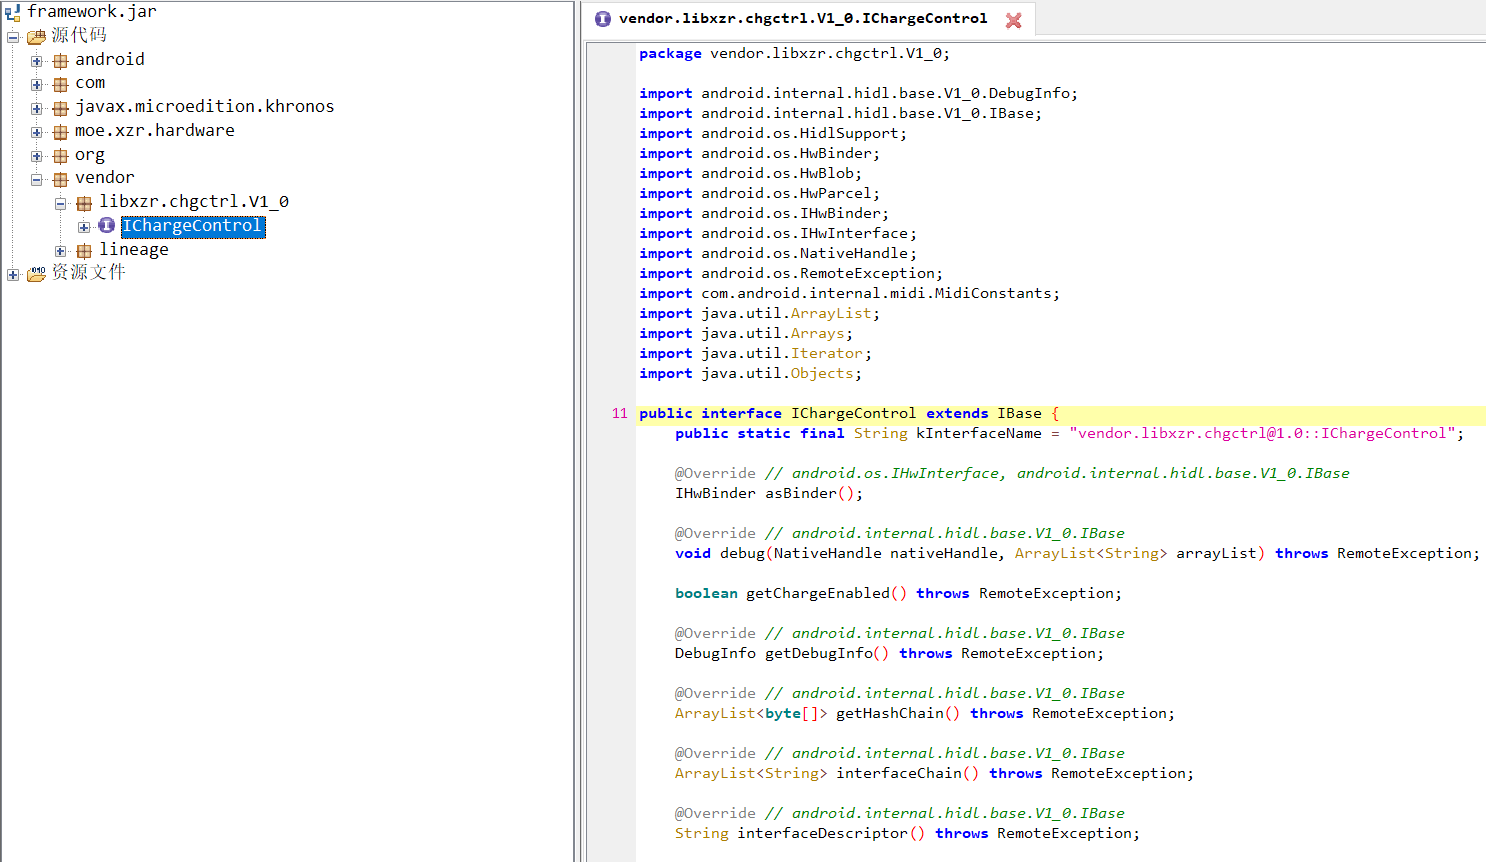 framework.jar
源代码
android
com
javax.microedition.khronos
moe.xzr.hardware
org
vendor
libxzr.chgctrl.V1_0
IChargeControl
lineage
资源文件
vendor.libxzr.chgctrl.V1_0.IChargeControl
package vendor.libxzr.chgctrl.V1_0;
import android.internal.hidl.base.V1_0.DebugInfo;
import android.internal.hidl.base.V1_0.IBase;
import android.os.HidlSupport;
import android.os.HwBinder;
import android.os.HwBlob;
import android.os.HwParcel;
import android.os.IHwBinder;
import android.os.IHwInterface;
import android.os.NativeHandle;
import android.os.RemoteException;
import com.android.internal.midi.MidiConstants;
import java.util.ArrayList;
import java.util.Arrays;
import java.util.Iterator;
import java.util.Objects;
11 public interface IChargeControl extends IBase {
public static final String kInterfaceName = "vendor.libxzr.chgctrl@1.0::IChargeControl";
@Override // android.os.IHwInterface, android.internal.hidl.base.V1_0.IBase
IHwBinder asBinder();
@Override // android.internal.hidl.base.V1_0.IBase
void debug(NativeHandle nativeHandle, ArrayList<String> arrayList) throws RemoteException;
boolean getChargeEnabled() throws RemoteException;
@Override // android.internal.hidl.base.V1_0.IBase
DebugInfo getDebugInfo() throws RemoteException;
@Override // android.internal.hidl.base.V1_0.IBase
ArrayList<byte[]> getHashChain() throws RemoteException;
@Override // android.internal.hidl.base.V1_0.IBase
ArrayList<String> interfaceChain() throws RemoteException;
@Override // android.internal.hidl.base.V1_0.IBase
String interfaceDescriptor() throws RemoteException;